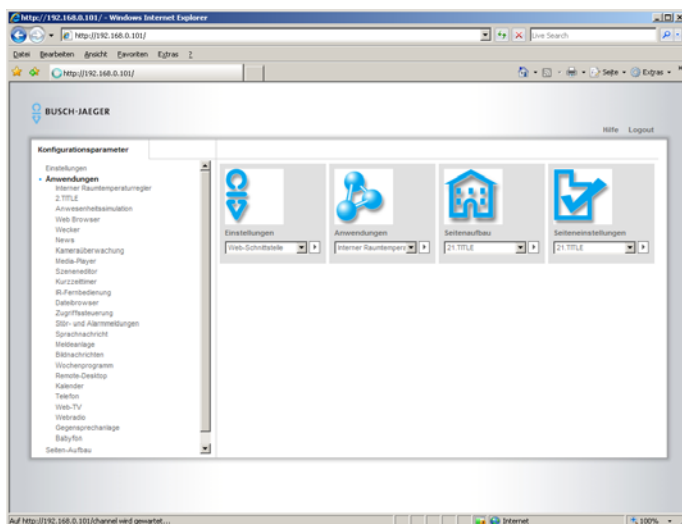 http://192.168.0.101/ - Windows Internet Explorer
http://192.168.0.101/
Live Search
Datei Bearbeiten Ansicht Favoriten Extras ?
http://192.168.0.101/
Seite Extras
BUSCH-JAEGER
Hilfe Logout
Konfigurationsparameter
Einstellungen
Anwendungen
Interner Raumtemperaturregler
2.TITLE
Anwesenheitssimulation
Web Browser
Wecker
News
Kameraüberwachung
Media-Player
Szeneneditor
Kurzzeittimer
IR-Fernbedienung
Dateibrowser
Zugriffssteuerung
Stör- und Alarmmeldungen
Sprachnachricht
Meldeanlage
Bildnachrichten
Wochenprogramm
Remote-Desktop
Kalender
Telefon
Web-TV
Webradio
Gegensprechanlage
Babyfon
Seiten-Aufbau
Einstellungen
Web-Schnittstelle
Anwendungen
Interner Raumtempera
Seitenaufbau
21.TITLE
Seiteneinstellungen
21.TITLE
Auf http://192.168.0.101/channel wird gewartet...
Internet
100%